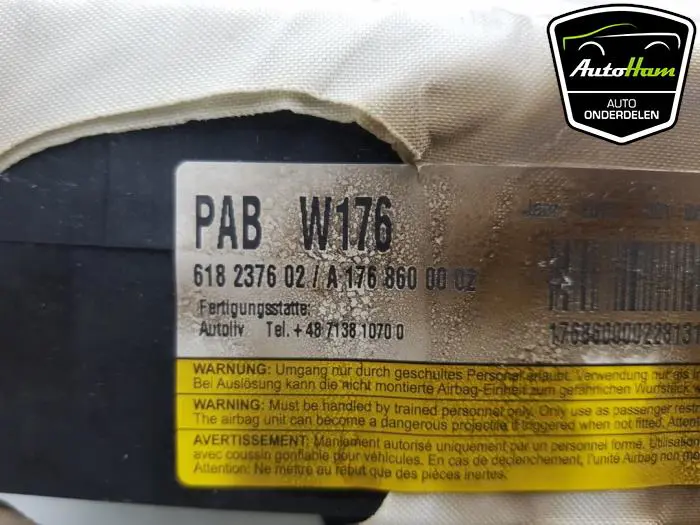 AutoHam
AUTO
ONDERDELEN
PAB W176
618 2376 02 / A 176 860 00 02
Fertigungsstätte:
Autoliv Tel. +48 7138 1070 0
WARNUNG: Umgang nur durch geschultes Personal erlaubt. Verwendung nur als
Bei Auslösung kann die nicht montierte Airbag-Einheit zum gefährlichen Wurfstück
WARNING: Must be handled by trained personnel only. Only use as passenger
The airbag unit can become a dangerous projectile if triggered when not fitted.
AVERTISSEMENT: Maniement autorisé uniquement par un personnel formé.
avec coussin gonflable pour véhicules. En cas de déclenchement, l'unité Airbag non
Attention: Ne mettre au rebut que des pièces inertes.